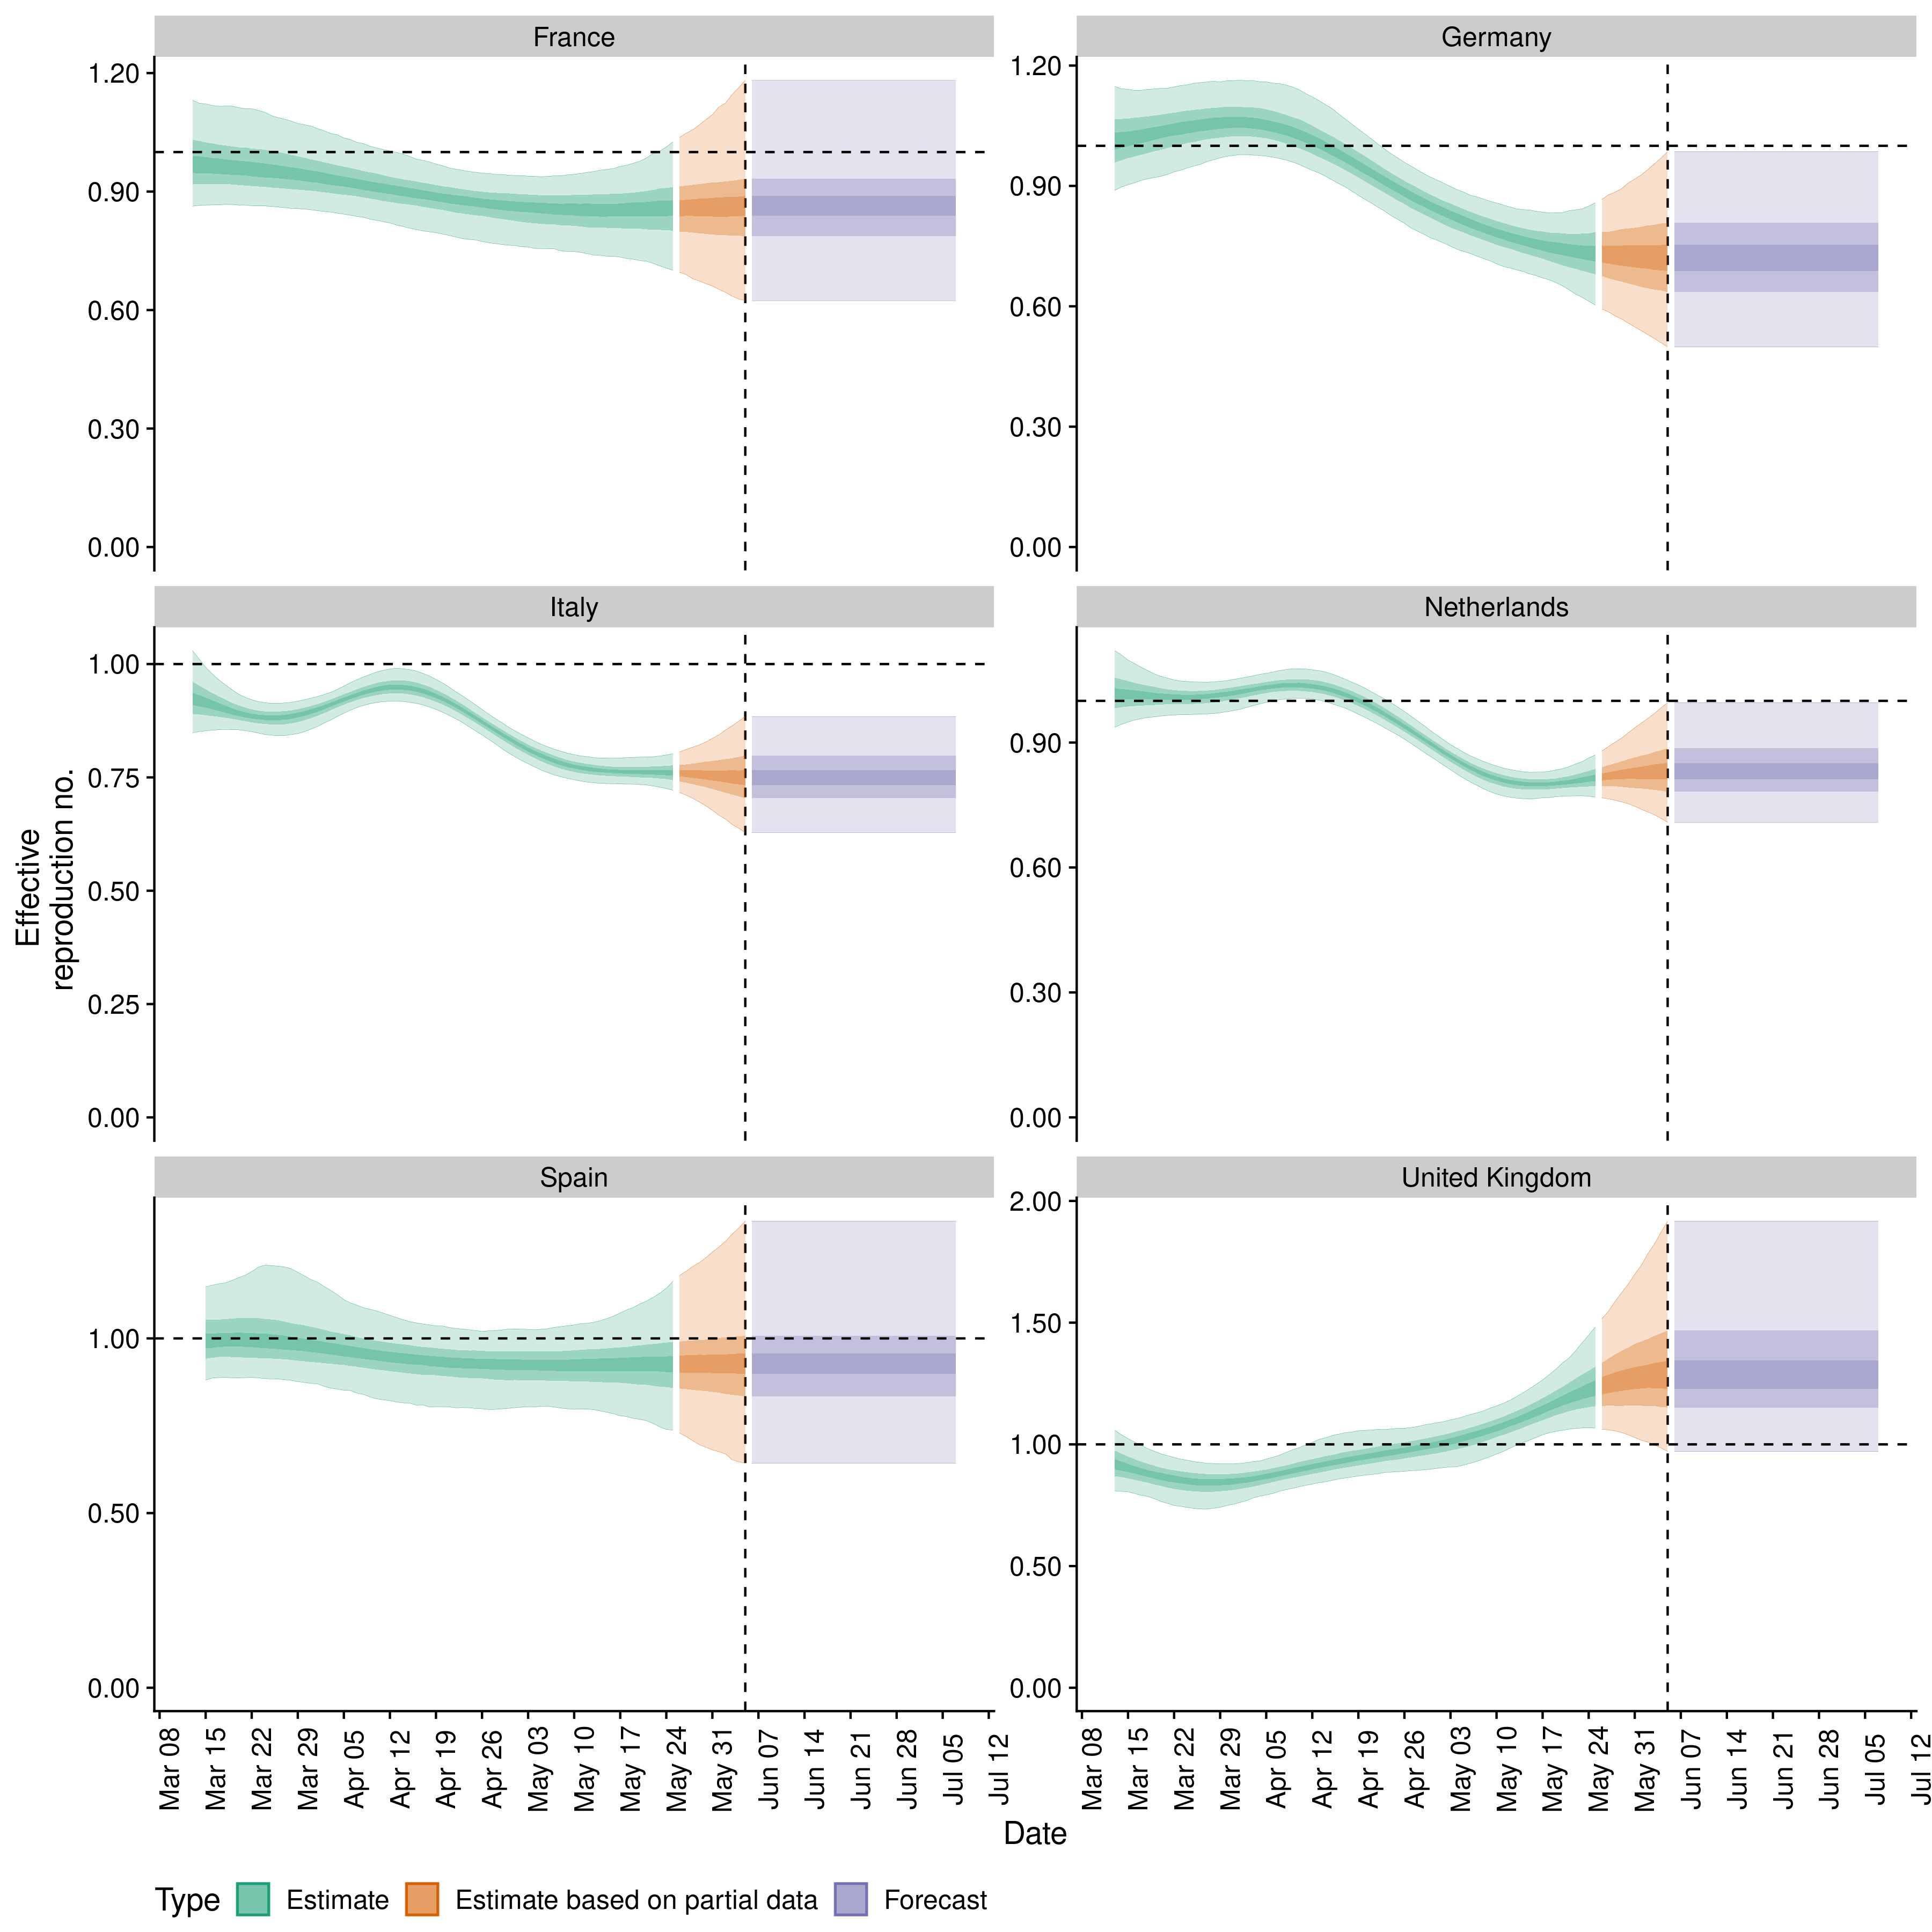 France
Germany
1.20
0.90
0.60
0.30
0.00
1.20
0.90
0.60
0.30
0.00
Italy
Netherlands
1.00
0.75
0.50
0.25
0.00
0.90
0.60
0.30
0.00
Effective
reproduction no.
Spain
United Kingdom
1.00
0.50
0.00
2.00
1.50
1.00
0.50
0.00
Mar 08
Mar 15
Mar 22
Mar 29
Apr 05
Apr 12
Apr 19
Apr 26
May 03
May 10
May 17
May 24
May 31
Jun 07
Jun 14
Jun 21
Jun 28
Jul 05
Jul 12
Mar 08
Mar 15
Mar 22
Mar 29
Apr 05
Apr 12
Apr 19
Apr 26
May 03
May 10
May 17
May 24
May 31
Jun 07
Jun 14
Jun 21
Jun 28
Jul 05
Jul 12
Date
Type Estimate Estimate based on partial data Forecast